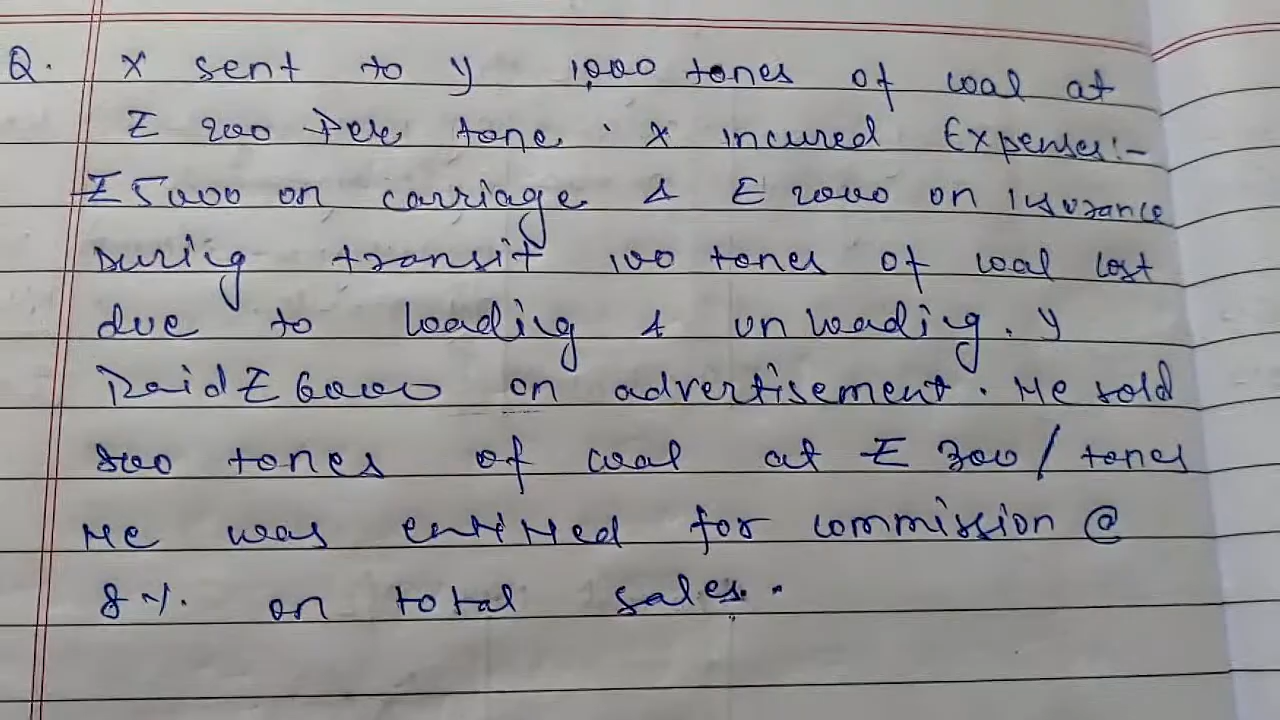 Q. X sent to y 1000 tones of coal at
₹ 200 Per tone. X incured Expenses:-
₹ 5000 on carriage & ₹ 2000 on Insurance
During transit 100 tones of coal lost
due to loading & unloading. y
Paid ₹ 6000 on advertisement. He sold
800 tones of coal at ₹ 300/tones
He was entitled for commission @
8%. on total sales.